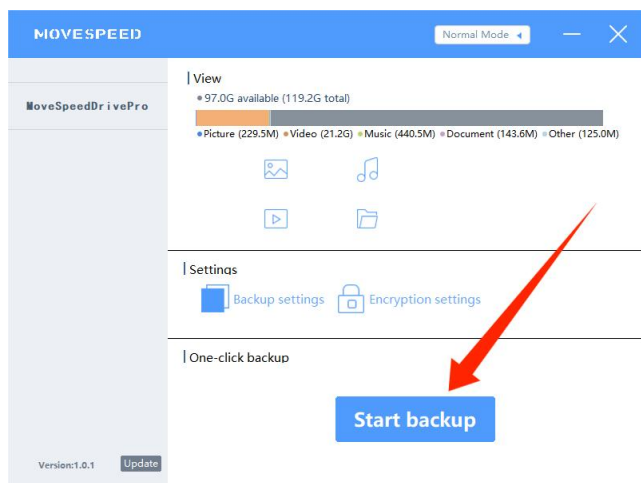 MOVESPEED
Normal Mode
MoveSpeedDrivePro
View
97.0G available (119.2G total)
Picture (229.5M) Video (21.2G) Music (440.5M) Document (143.6M) Other (125.0M)
Settings
Backup settings Encryption settings
One-click backup
Start backup
Version:1.0.1 Update